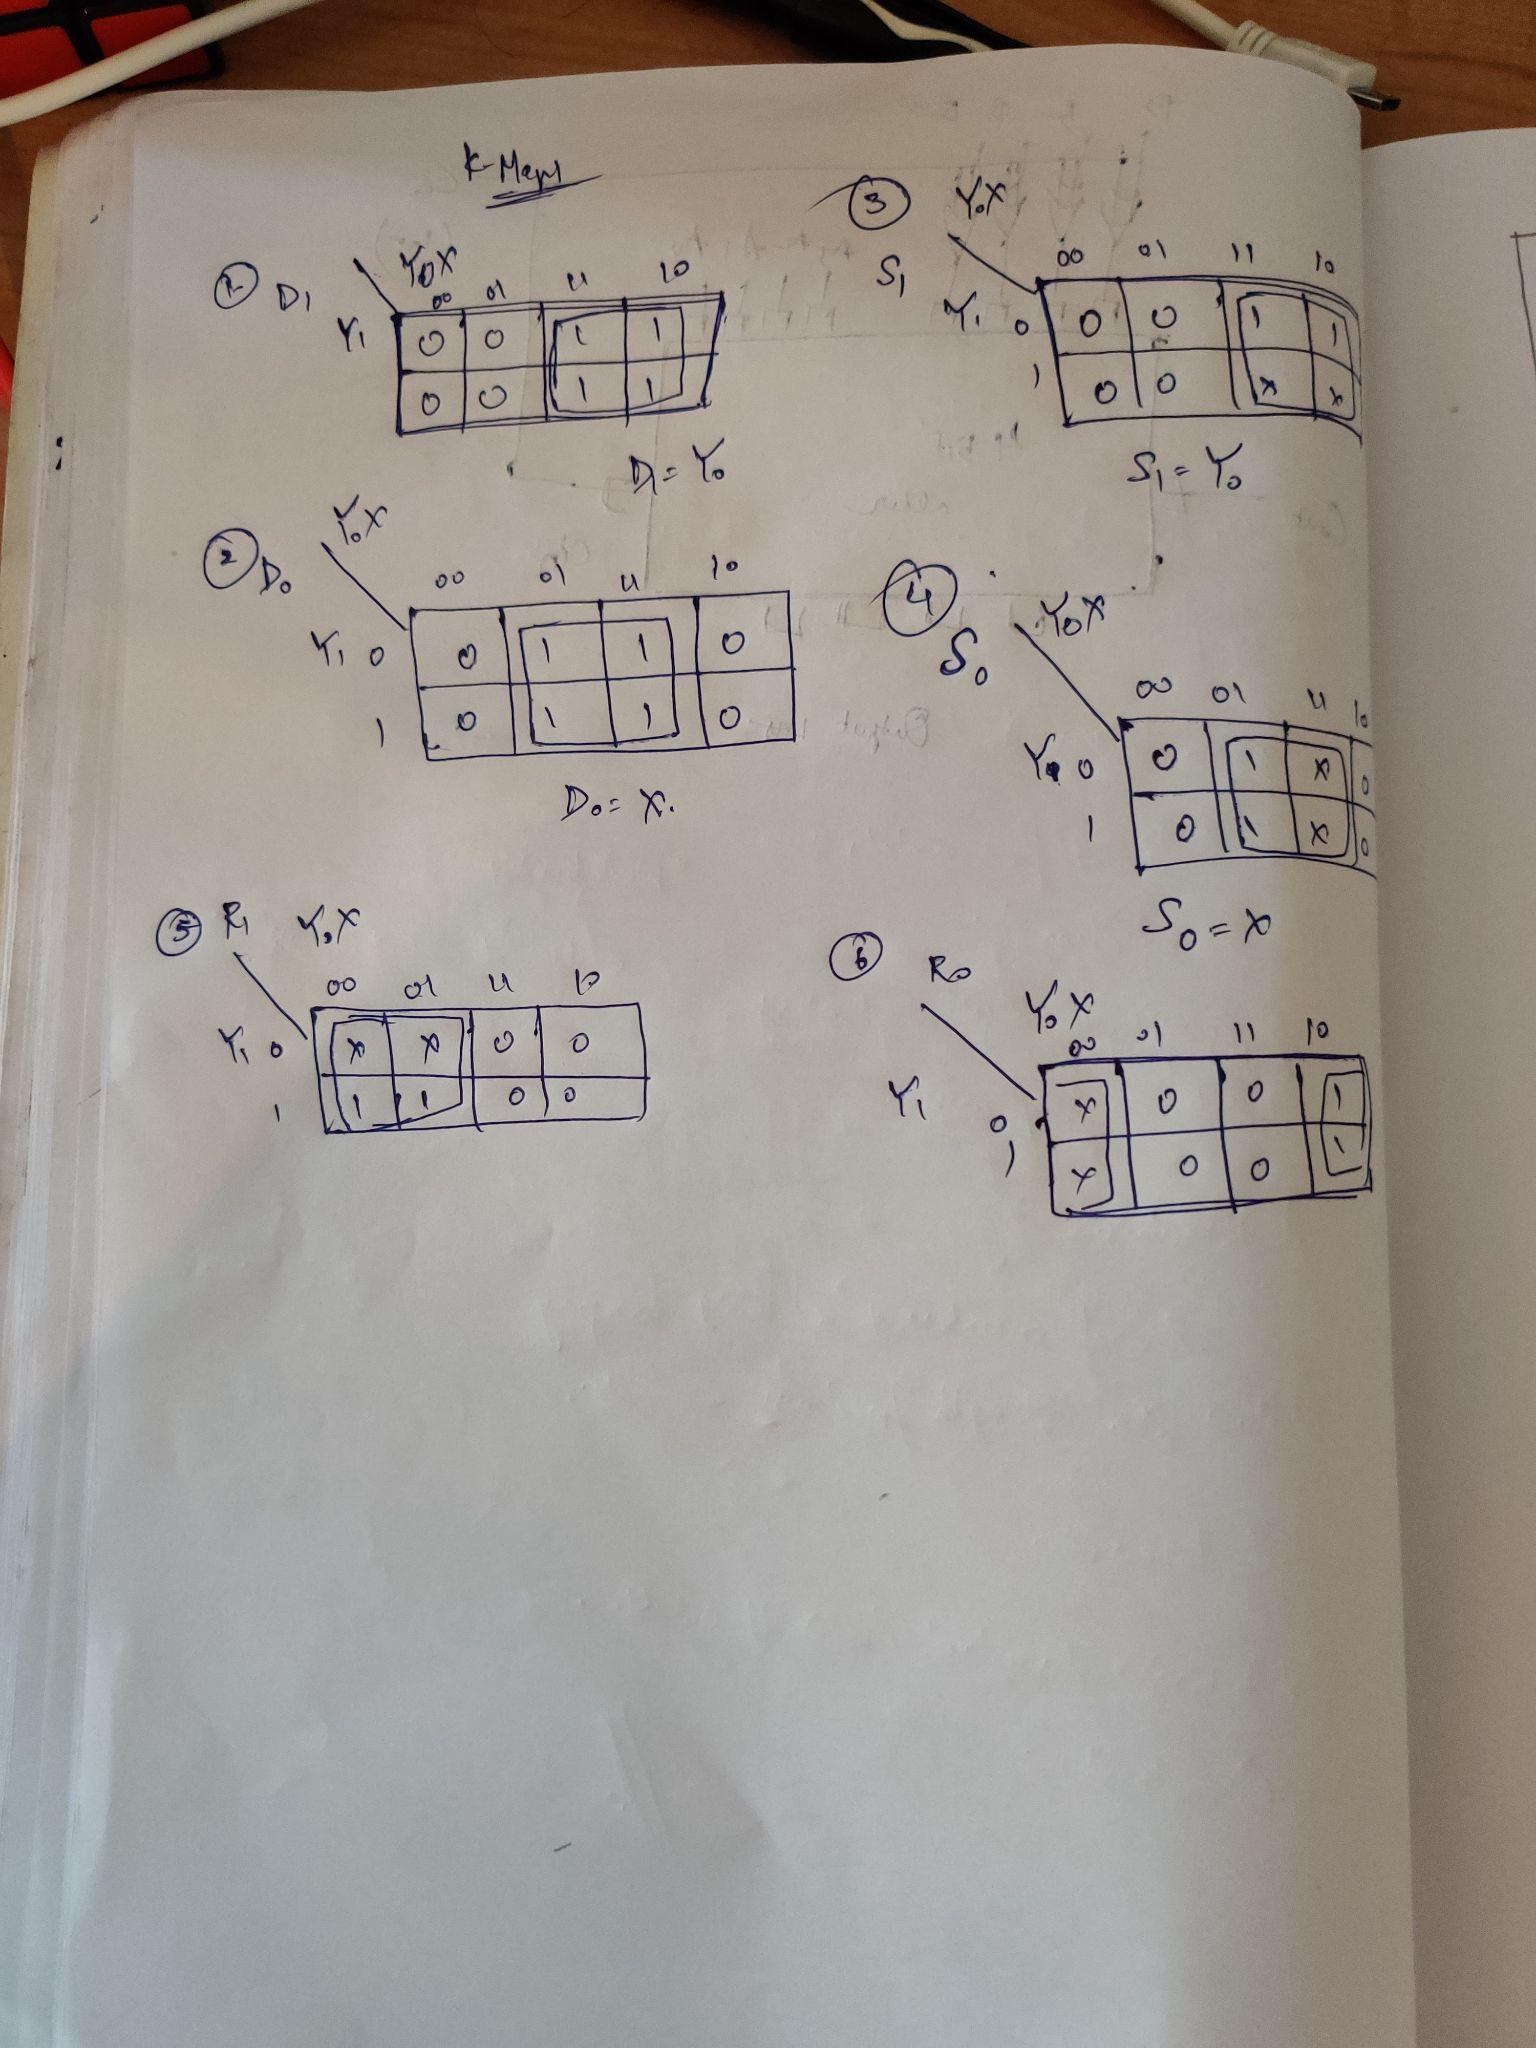 K-Maps
1 D1 Y0X
00 01 11 10
Y1 0 0 1 1
0 0 1 1
D1 = Y0
2 D0 Y0X
00 01 11 10
Y1 0 0 1 1 0
1 0 1 1 0
D0 = X.
3 Y0X
S1
00 01 11 10
Y1 0 0 0 1 1
1 0 0 x x
S1 = Y0
4 Y0X
S0
00 01 11 10
0 0 1 x 0
1 0 1 x 0
S0 = X
5 R1 Y0X
00 01 11 10
Y1 0 x x 0 0
1 1 1 0 0
6 R0
Y0X
00 01 11 10
Y1 0 x 0 0 1
1 x 0 0 1